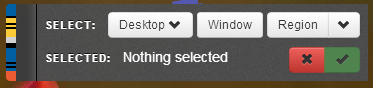 SELECT: Desktop Window Region
SELECTED: Nothing selected